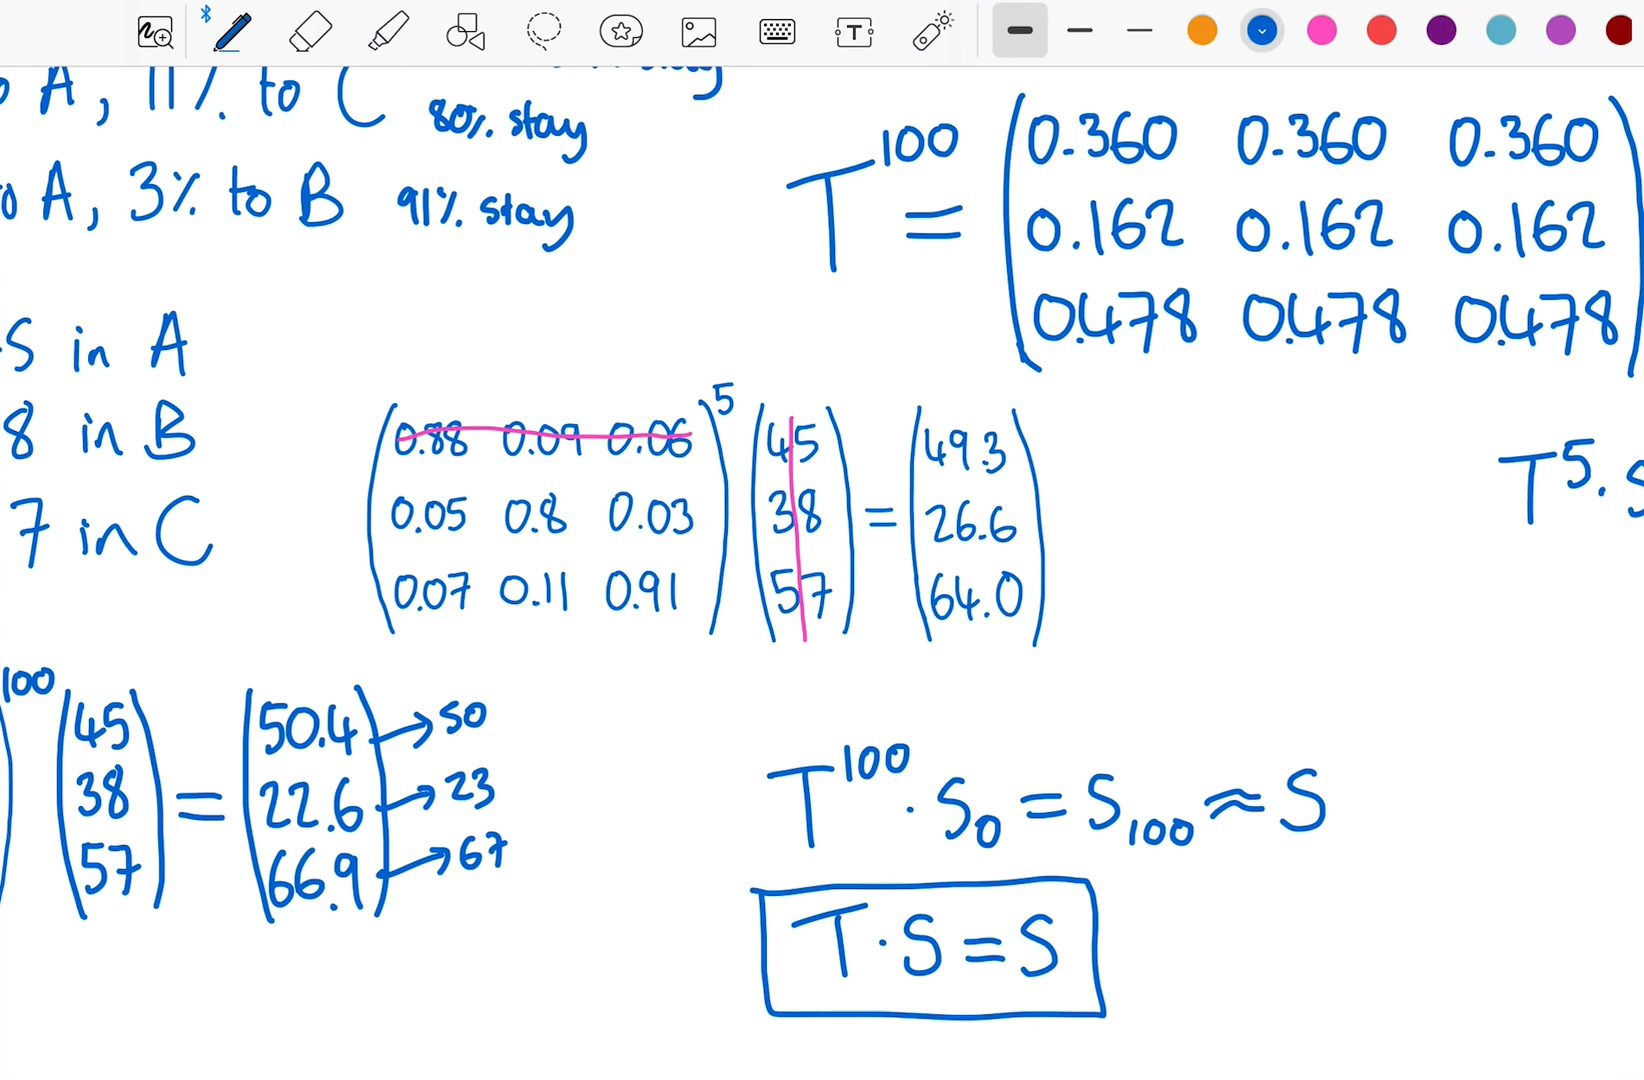 A, 11% to C 80% stay
A, 3% to B 91% stay
T^100 = (0.360 0.360 0.360
0.162 0.162 0.162
0.478 0.478 0.478)
5 in A
8 in B
7 in C
(0.88 0.09 0.06
0.05 0.8 0.03
0.07 0.11 0.91)^5 (45
38
57) = (49.3
26.6
64.0)
T^5 · S
100 (45
38
57) = (50.4 → 50
22.6 → 23
66.9 → 67)
T^100 · S₀ = S₁₀₀ ≈ S
T · S = S